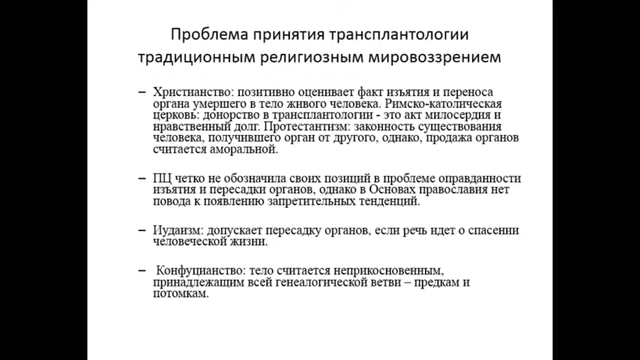 Проблема принятия трансплантологии
традиционным религиозным мировоззрением
– Христианство: позитивно оценивает факт изъятия и переноса
органа умершего в тело живого человека. Римско-католическая
церковь: донорство в трансплантологии - это акт милосердия и
нравственный долг. Протестантизм: законность существования
человека, получившего орган от другого, однако, продажа органов
считается аморальной.
– ПЦ четко не обозначила своих позиций в проблеме оправданности
изъятия и пересадки органов, однако в Основах православия нет
повода к появлению запретительных тенденций.
– Иудаизм: допускает пересадку органов, если речь идет о спасении
человеческой жизни.
– Конфуцианство: тело считается неприкосновенным,
принадлежащим всей генеалогической ветви – предкам и
потомкам.